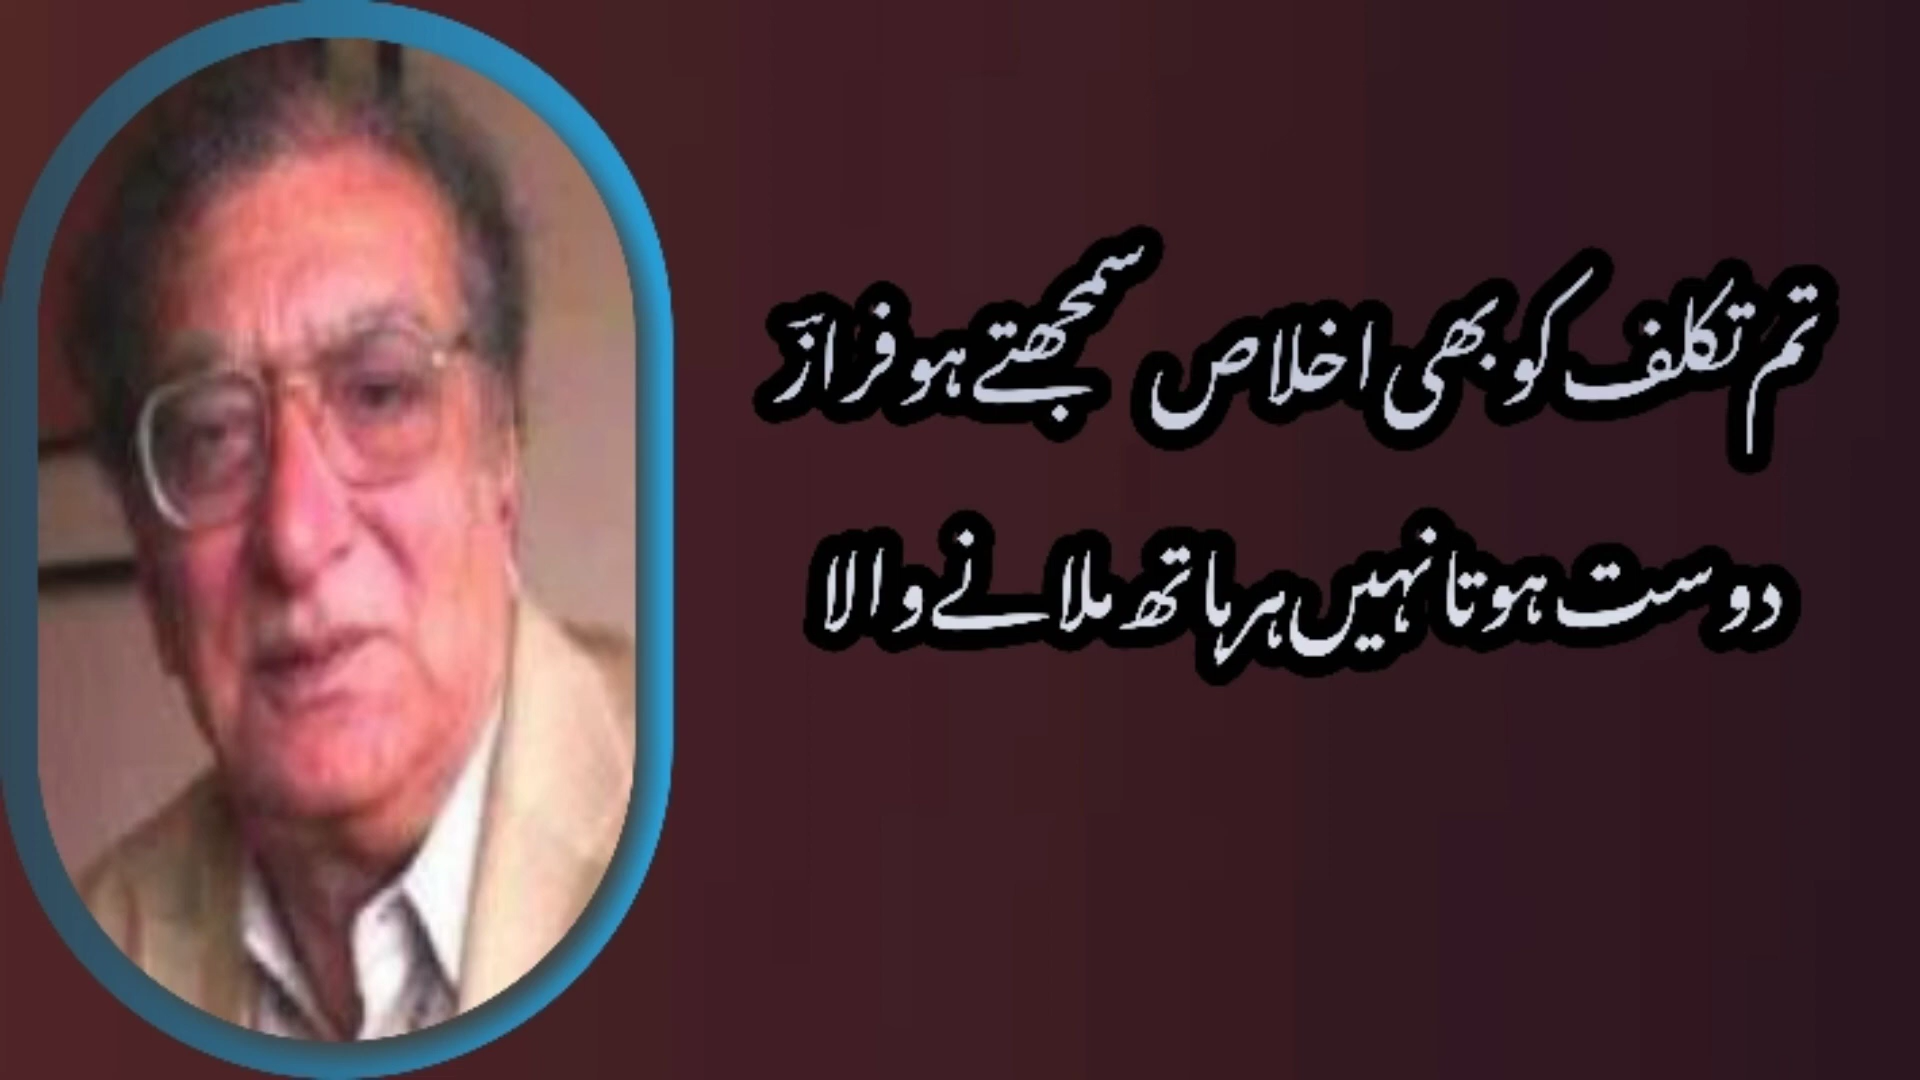 تم تکلف کو بھی اخلاص سمجھتے ہو فرازؔ
دوست ہوتا نہیں ہر ہاتھ ملانے والا